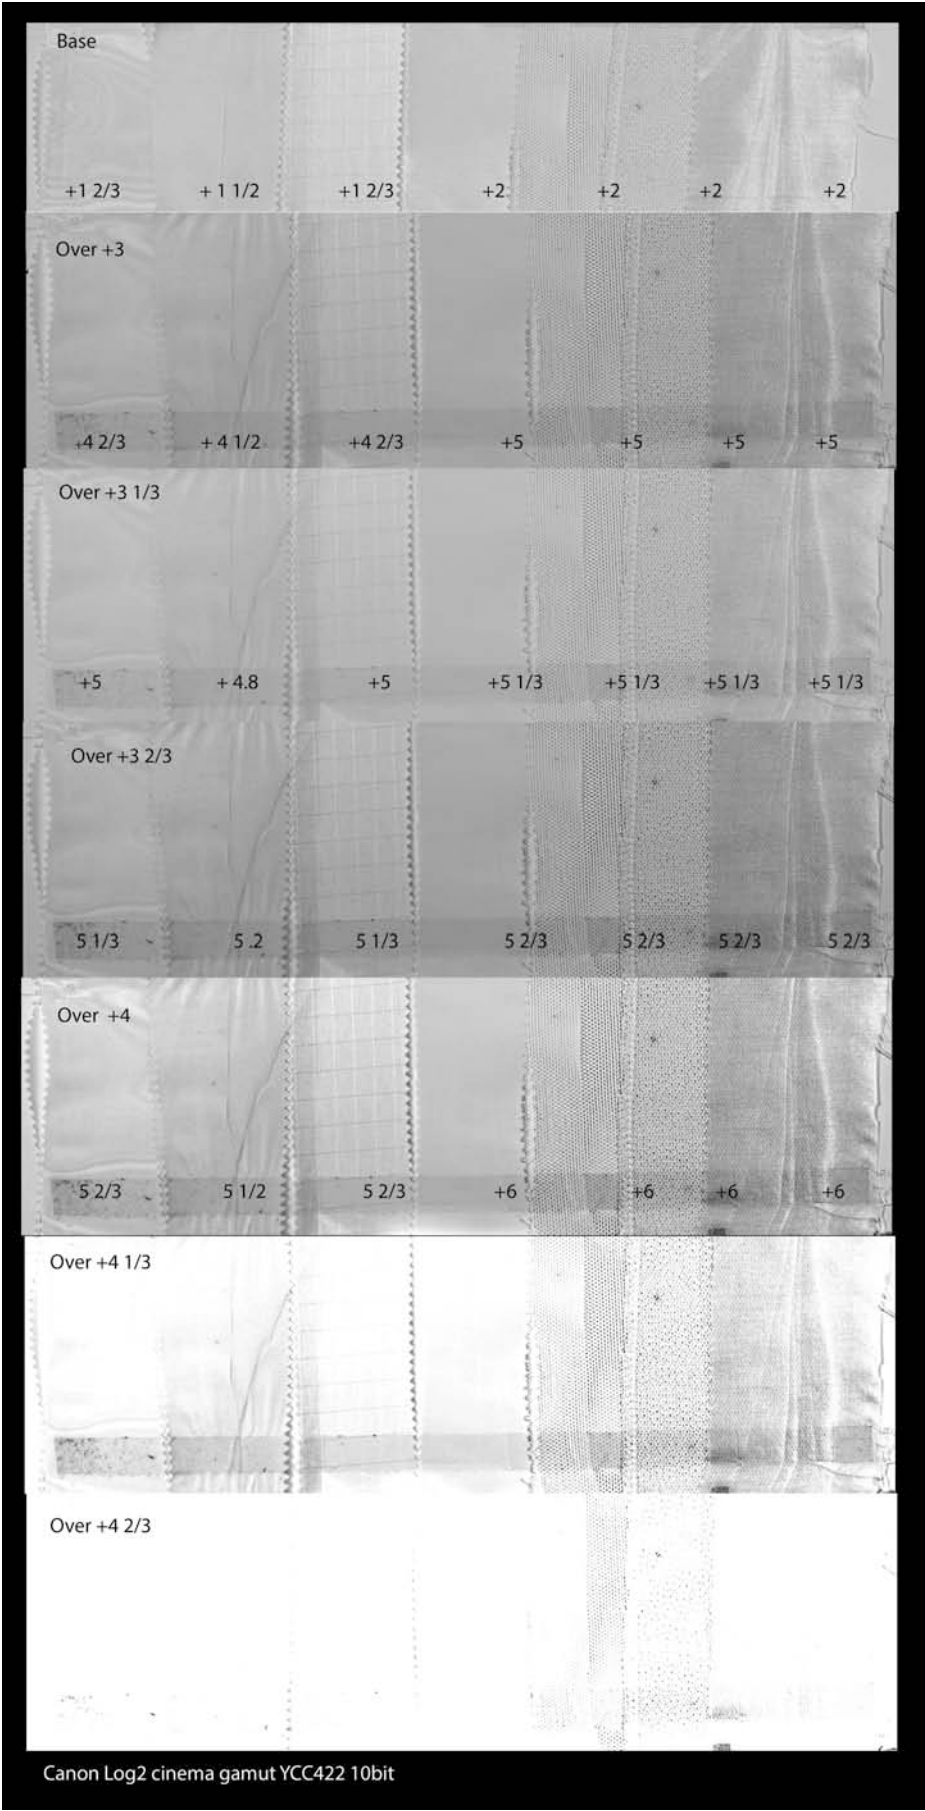 Base
+1 2/3 + 1 1/2 +1 2/3 +2 +2 +2 +2
Over +3
+4 2/3 + 4 1/2 +4 2/3 +5 +5 +5 +5
Over +3 1/3
+5 + 4.8 +5 +5 1/3 +5 1/3 +5 1/3 +5 1/3
Over +3 2/3
5 1/3 5 .2 5 1/3 5 2/3 5 2/3 5 2/3 5 2/3
Over +4
5 2/3 5 1/2 5 2/3 +6 +6 +6 +6
Over +4 1/3
Over +4 2/3
Canon Log2 cinema gamut YCC422 10bit